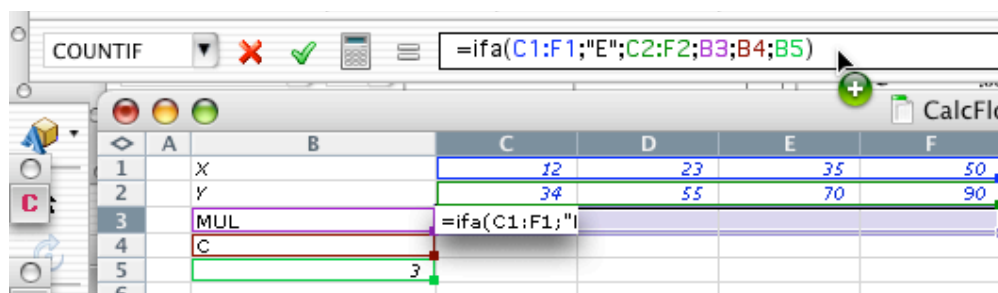 COUNTIF =ifa(C1:F1;"E";C2:F2;B3;B4;B5)
CalcFlo
A B C D E F
1 X 12 23 35 50
2 Y 34 55 70 90
3 MUL =ifa(C1:F1;"I
C
4 C
5 3
6